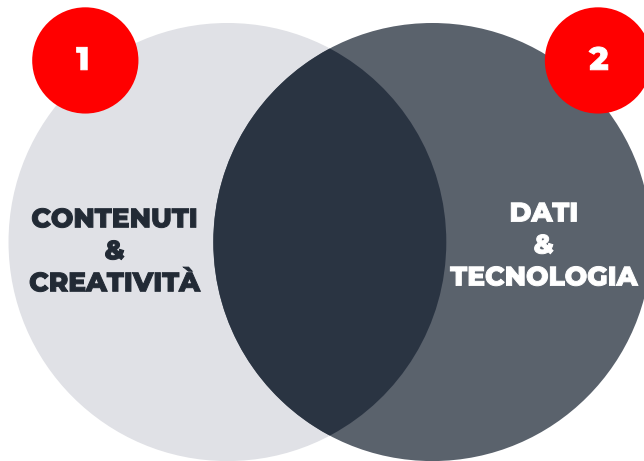 1
2
CONTENUTI
&
CREATIVITÀ
DATI
&
TECNOLOGIA